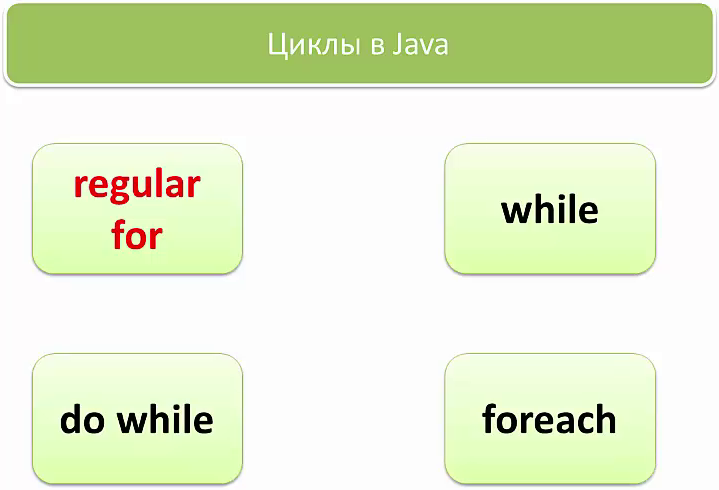 Циклы в Java
regular
for
while
do while
foreach